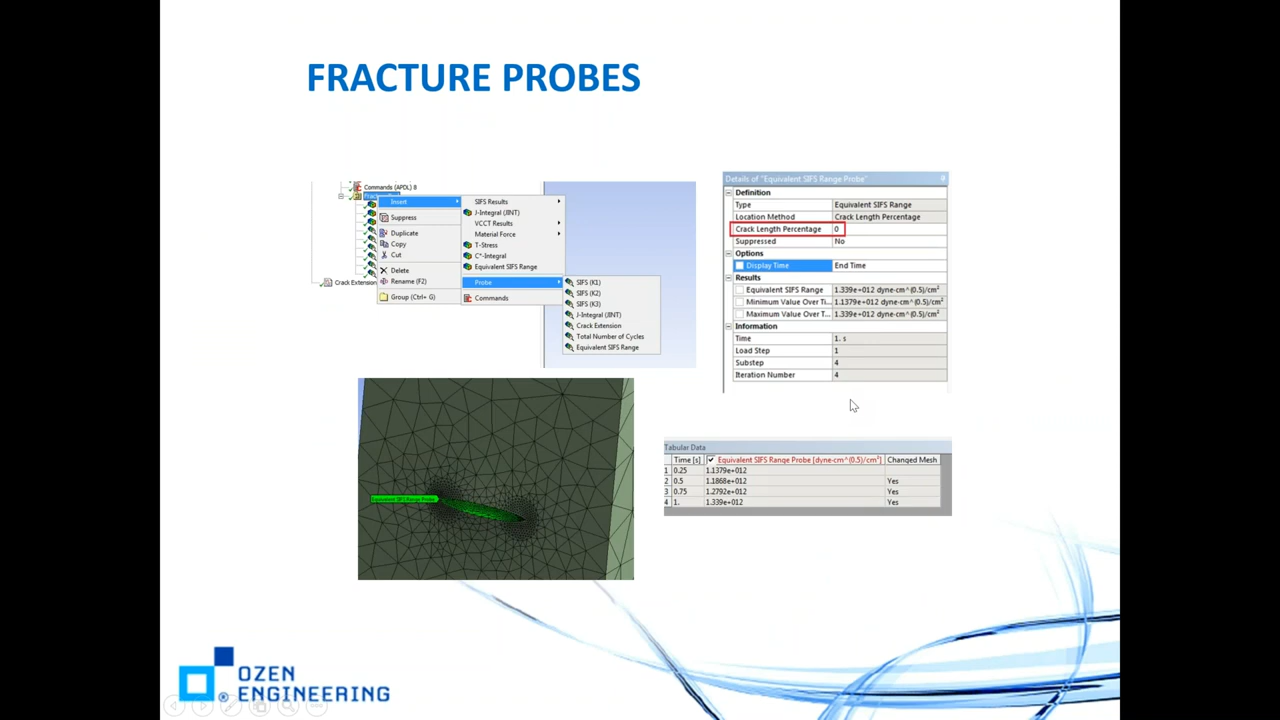 FRACTURE PROBES
Commands (APDL) 8
Insert
Suppress
Duplicate
Copy
Cut
Delete
Rename (F2)
Group (Ctrl+ G)
Crack Extension
SIFS Results
J-Integral (JINT)
VCCT Results
Material Force
T-Stress
C*-Integral
Equivalent SIFS Range
Probe
Commands
SIFS (K1)
SIFS (K2)
SIFS (K3)
J-Integral (JINT)
Crack Extension
Total Number of Cycles
Equivalent SIFS Range
Details of "Equivalent SIFS Range Probe"
Definition
Type Equivalent SIFS Range
Location Method Crack Length Percentage
Crack Length Percentage 0
Suppressed No
Options
Display Time End Time
Results
Equivalent SIFS Range 1.339e+012 dyne·cm^(0.5)/cm²
Minimum Value Over Ti... 1.1379e+012 dyne·cm^(0.5)/cm²
Maximum Value Over T... 1.339e+012 dyne·cm^(0.5)/cm²
Information
Time 1. s
Load Step 1
Substep 4
Iteration Number 4
Equivalent SIFS Range Probe
Tabular Data
Time [s] Equivalent SIFS Range Probe [dyne·cm^(0.5)/cm²] Changed Mesh
1 0.25 1.1379e+012
2 0.5 1.1868e+012 Yes
3 0.75 1.2792e+012 Yes
4 1. 1.339e+012 Yes
OZEN
ENGINEERING